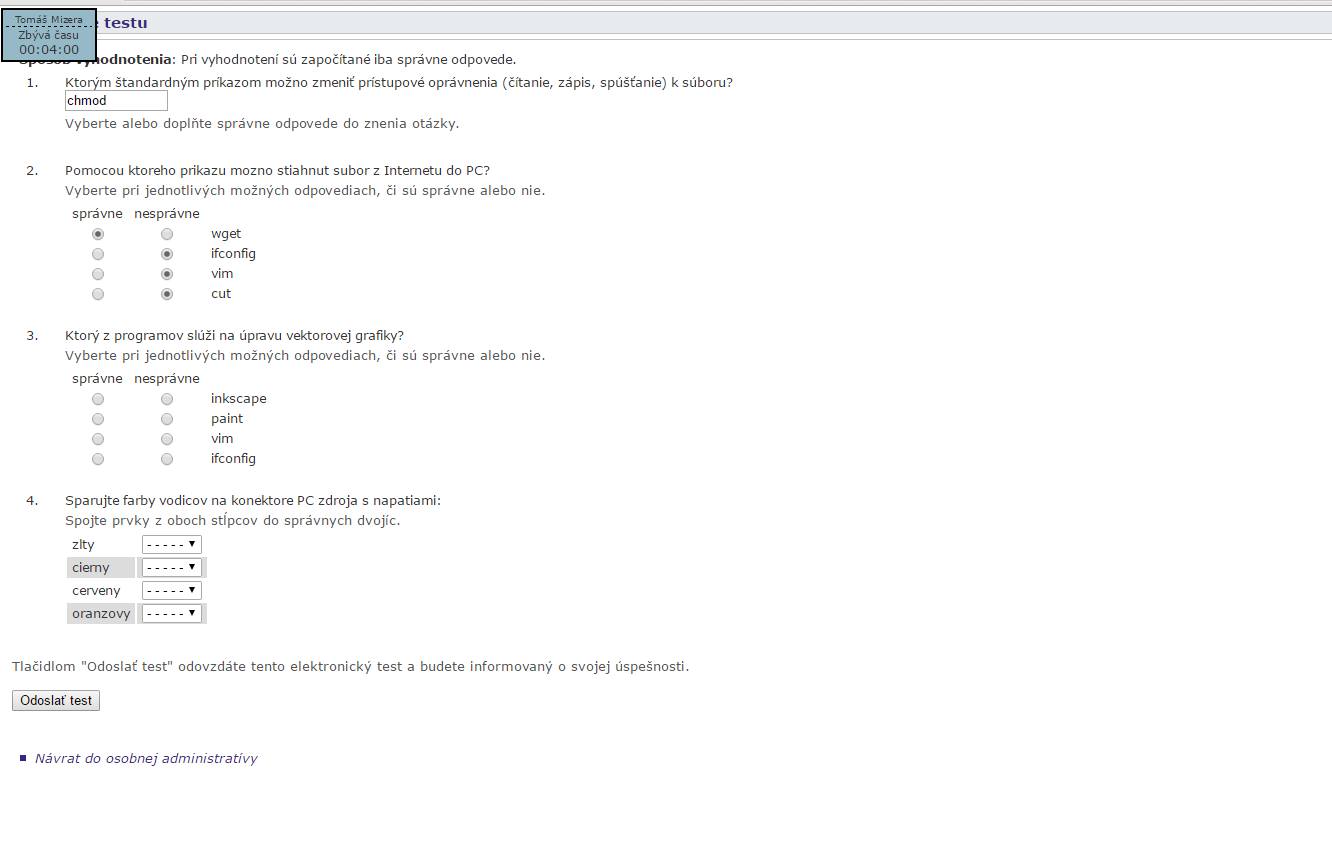 Tomáš Mizera
Zbývá času
00:04:00
testu
vyhodnotenia: Pri vyhodnotení sú započítané iba správne odpovede.
1. Ktorým štandardným príkazom možno zmeniť prístupové oprávnenia (čítanie, zápis, spúšťanie) k súboru?
chmod
Vyberte alebo doplňte správne odpovede do znenia otázky.
2. Pomocou ktoreho prikazu mozno stiahnut subor z Internetu do PC?
Vyberte pri jednotlivých možných odpovediach, či sú správne alebo nie.
správne nesprávne
wget
ifconfig
vim
cut
3. Ktorý z programov slúži na úpravu vektorovej grafiky?
Vyberte pri jednotlivých možných odpovediach, či sú správne alebo nie.
správne nesprávne
inkscape
paint
vim
ifconfig
4. Sparujte farby vodicov na konektore PC zdroja s napatiami:
Spojte prvky z oboch stĺpcov do správnych dvojíc.
zlty - - - - -
cierny - - - - -
cerveny - - - - -
oranzovy - - - - -
Tlačidlom "Odoslať test" odovzdáte tento elektronický test a budete informovaný o svojej úspešnosti.
Odoslať test
Návrat do osobnej administratívy